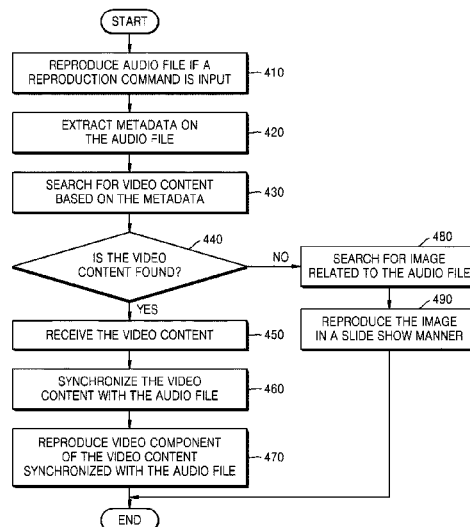 START
REPRODUCE AUDIO FILE IF A
REPRODUCTION COMMAND IS INPUT
410
EXTRACT METADATA ON
THE AUDIO FILE
420
SEARCH FOR VIDEO CONTENT
BASED ON THE METADATA
430
440
IS THE VIDEO
CONTENT FOUND?
NO
480
SEARCH FOR IMAGE
RELATED TO THE AUDIO FILE
YES
490
RECEIVE THE VIDEO CONTENT
450
REPRODUCE THE IMAGE
IN A SLIDE SHOW MANNER
SYNCHRONIZE THE VIDEO
CONTENT WITH THE AUDIO FILE
460
REPRODUCE VIDEO COMPONENT
OF THE VIDEO CONTENT
SYNCHRONIZED WITH THE AUDIO FILE
470
END